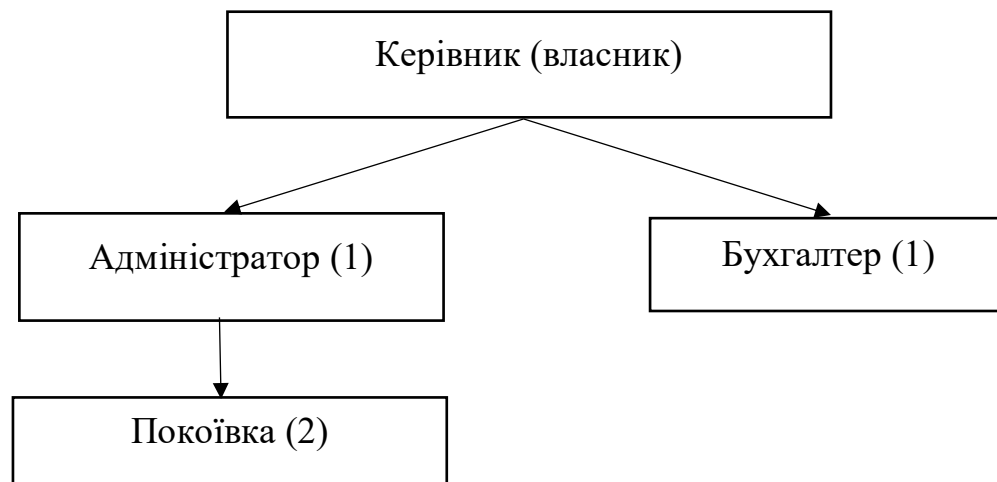 Керівник (власник)
Адміністратор (1)
Бухгалтер (1)
Покоївка (2)